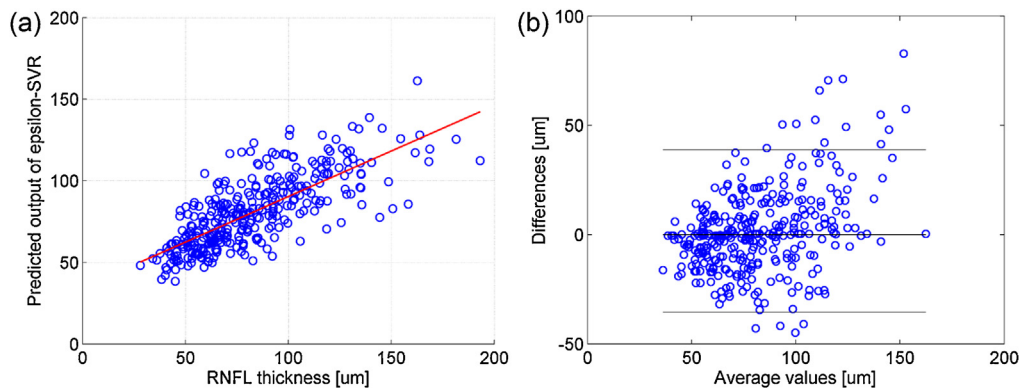 (a)
200
150
100
50
0
Predicted output of epsilon-SVR
0 50 100 150 200
RNFL thickness [um]
(b)
100
50
0
-50
Differences [um]
0 50 100 150 200
Average values [um]